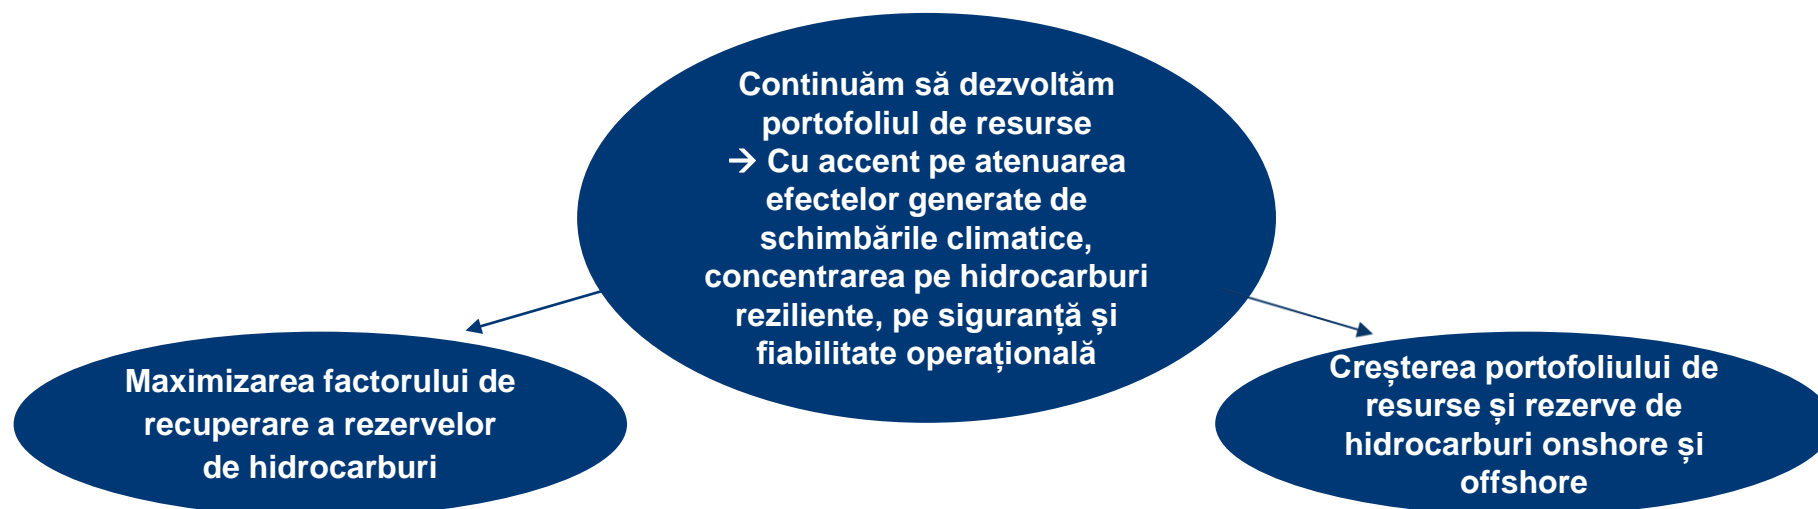 Continuăm să dezvoltăm
portofoliul de resurse
→ Cu accent pe atenuarea
efectelor generate de
schimbările climatice,
concentrarea pe hidrocarburi
reziliente, pe siguranță și
fiabilitate operațională
Maximizarea factorului de
recuperare a rezervelor
de hidrocarburi
Creșterea portofoliului de
resurse și rezerve de
hidrocarburi onshore și
offshore